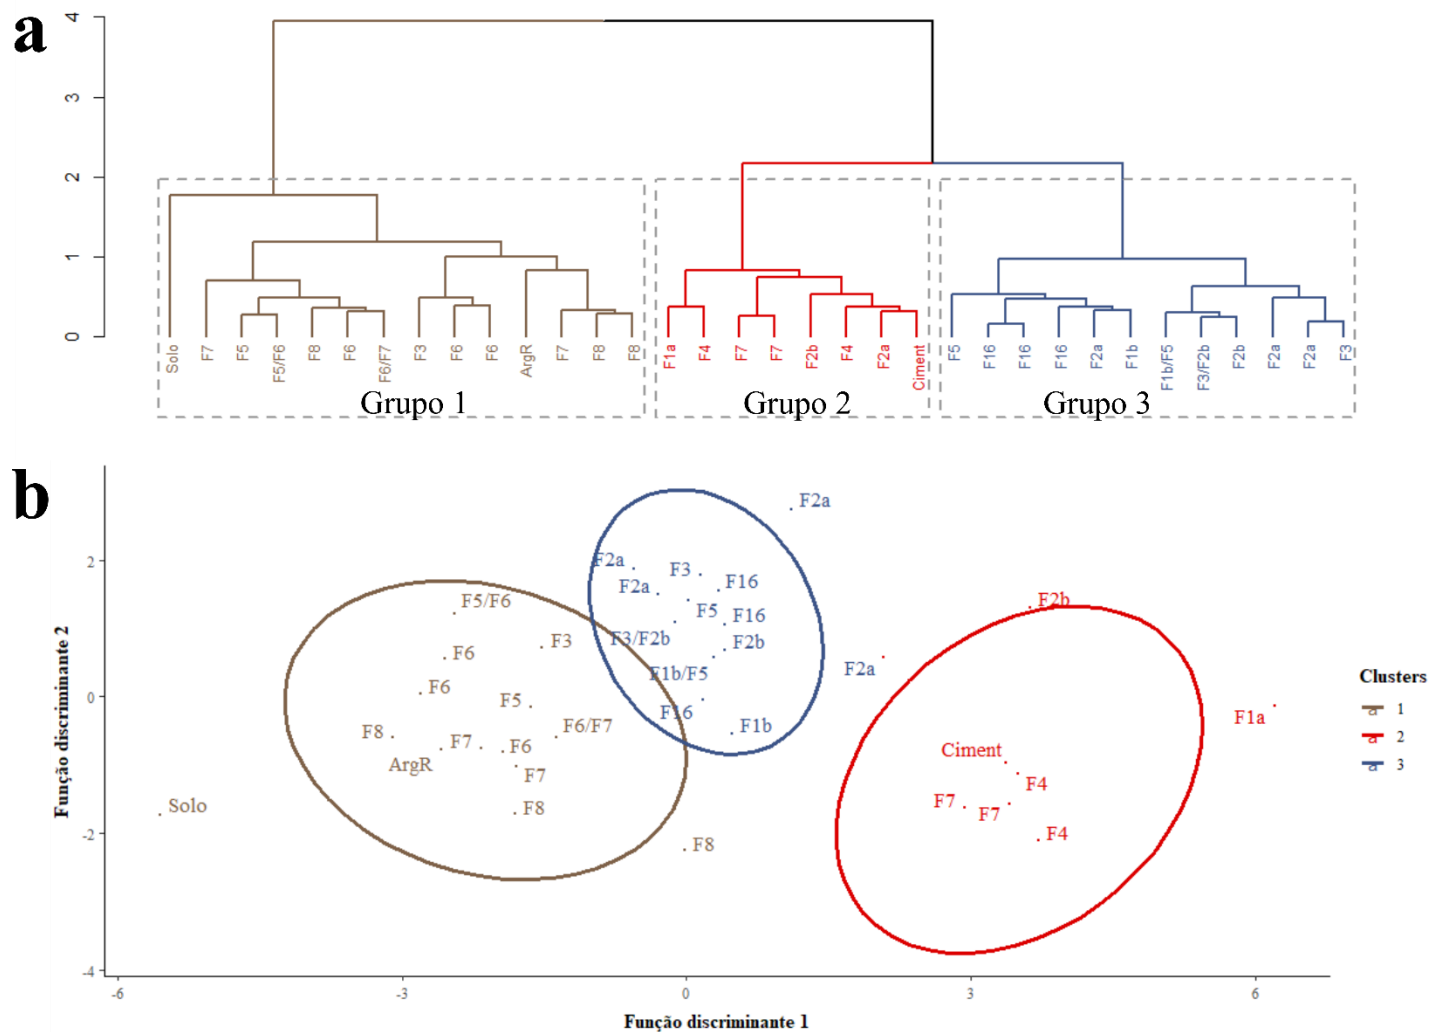 a
4
3
2
1
0
Solo F7 F5 F5/F6 F8 F6 F6/F7 F3 F6 F6 ArgR F7 F8 F8 F1a F4 F7 F7 F2b F4 F2a Ciment F5 F16 F16 F16 F2a F1b F1b/F5 F3/F2b F2b F2a F2a F3
Grupo 1 Grupo 2 Grupo 3
b
Função discriminante 2
2
0
-2
-4
F2a
F2a F3 F16
F2a
F5/F6 F5 F16 F2b
F3 F3/F2b F2b
F6 F1b/F5 F2a
F6 F5 F16 F1b F1a
F6/F7
F8 F7 F6 Ciment
ArgR F7 F4
Solo F8 F7 F7
F8 F4
-6 -3 0 3 6
Função discriminante 1
Clusters
a 1
a 2
a 3